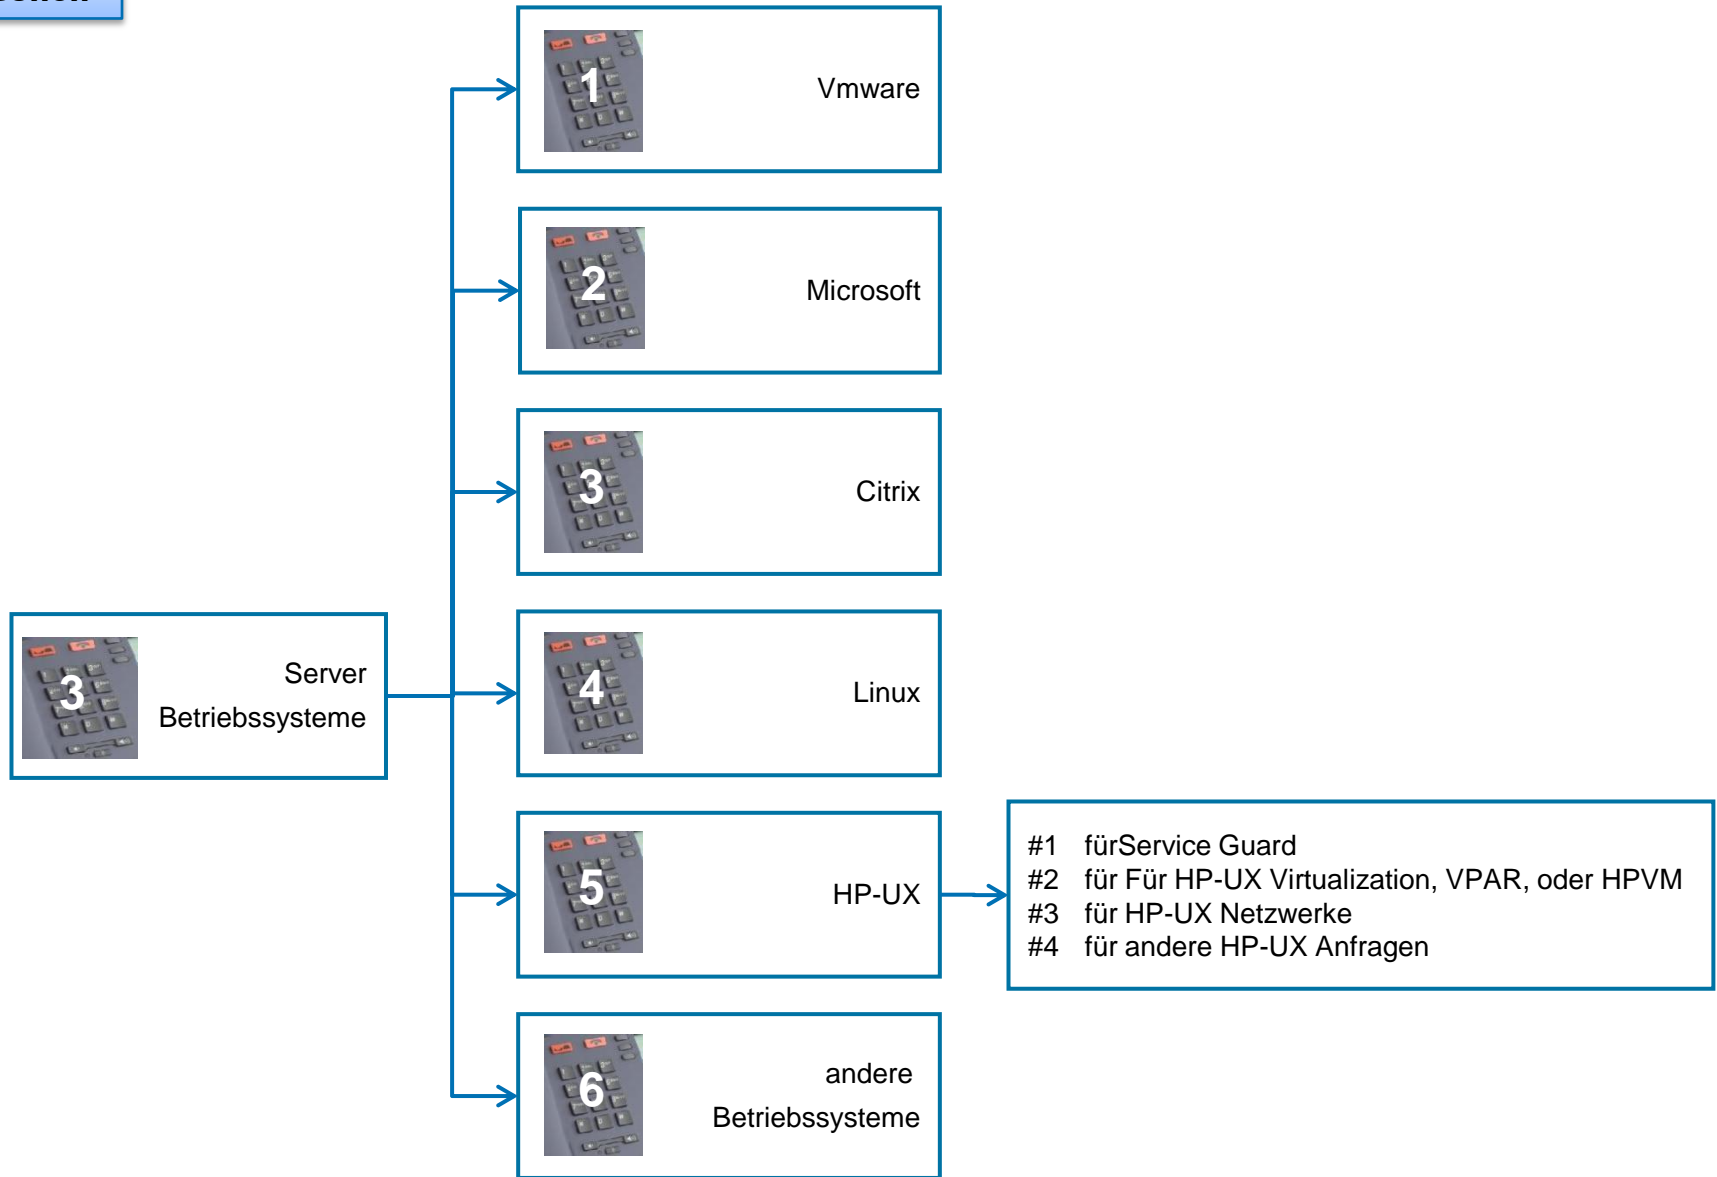 1 Vmware
2 Microsoft
3 Citrix
3 Server
Betriebssysteme
4 Linux
5 HP-UX
#1 fürService Guard
#2 für Für HP-UX Virtualization, VPAR, oder HPVM
#3 für HP-UX Netzwerke
#4 für andere HP-UX Anfragen
6 andere
Betriebssysteme